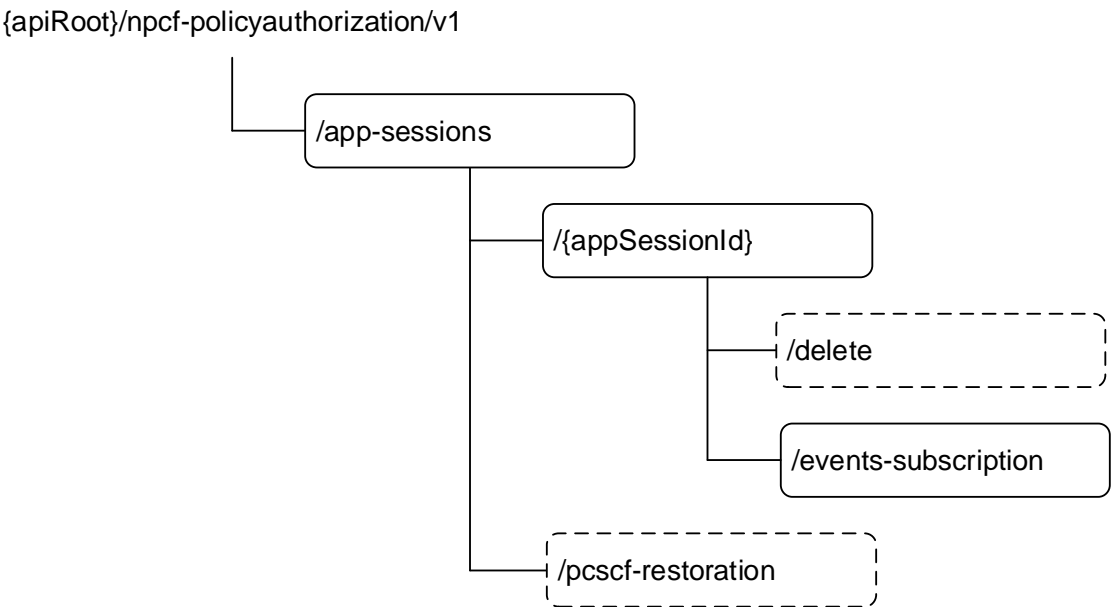 {apiRoot}/npcf-policyauthorization/v1
/app-sessions
/{appSessionId}
/delete
/events-subscription
/pcscf-restoration